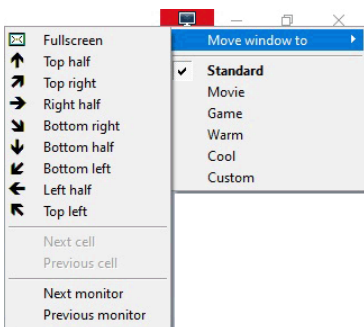 Fullscreen
Top half
Top right
Right half
Bottom right
Bottom half
Bottom left
Left half
Top left
Next cell
Previous cell
Next monitor
Previous monitor
Move window to
Standard
Movie
Game
Warm
Cool
Custom